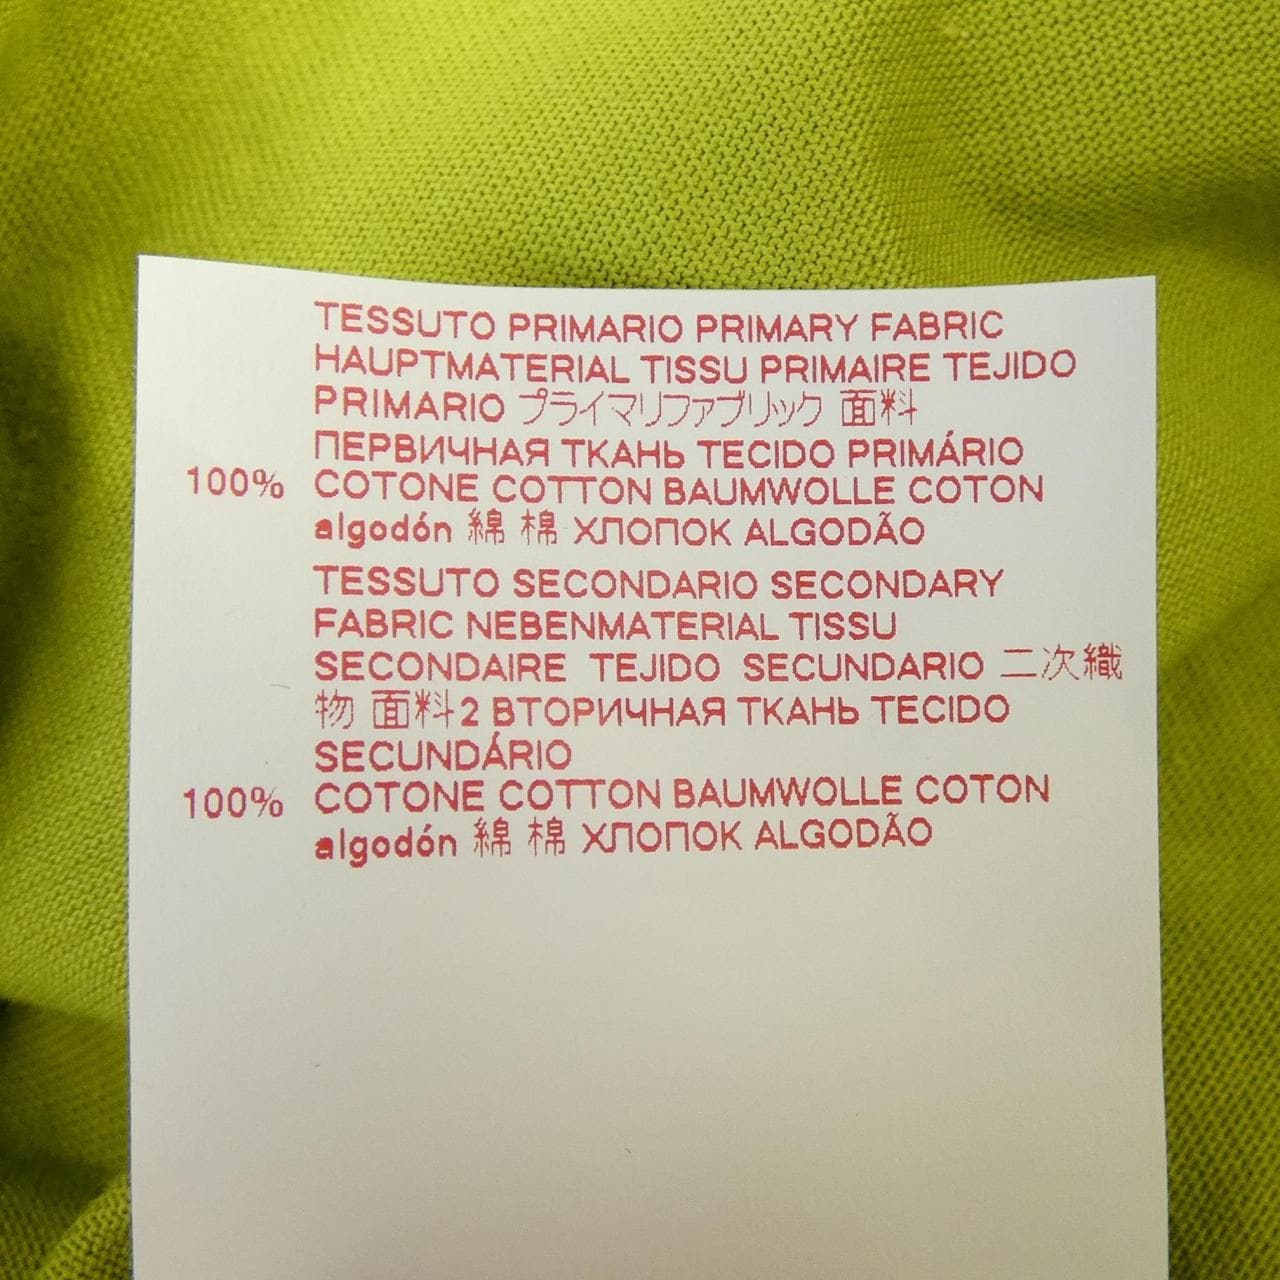 TESSUTO PRIMARIO PRIMARY FABRIC
HAUPTMATERIAL TISSU PRIMAIRE TEJIDO
PRIMARIO プライマリファブリック 面料
ПЕРВИЧНАЯ ТКАНЬ TECIDO PRIMÁRIO
100% COTONE COTTON BAUMWOLLE COTON
algodón 綿 棉 ХЛОПОК ALGODÃO
TESSUTO SECONDARIO SECONDARY
FABRIC NEBENMATERIAL TISSU
SECONDAIRE TEJIDO SECUNDARIO 二次織
物 面料2 ВТОРИЧНАЯ ТКАНЬ TECIDO
SECUNDÁRIO
100% COTONE COTTON BAUMWOLLE COTON
algodón 綿 棉 ХЛОПОК ALGODÃO